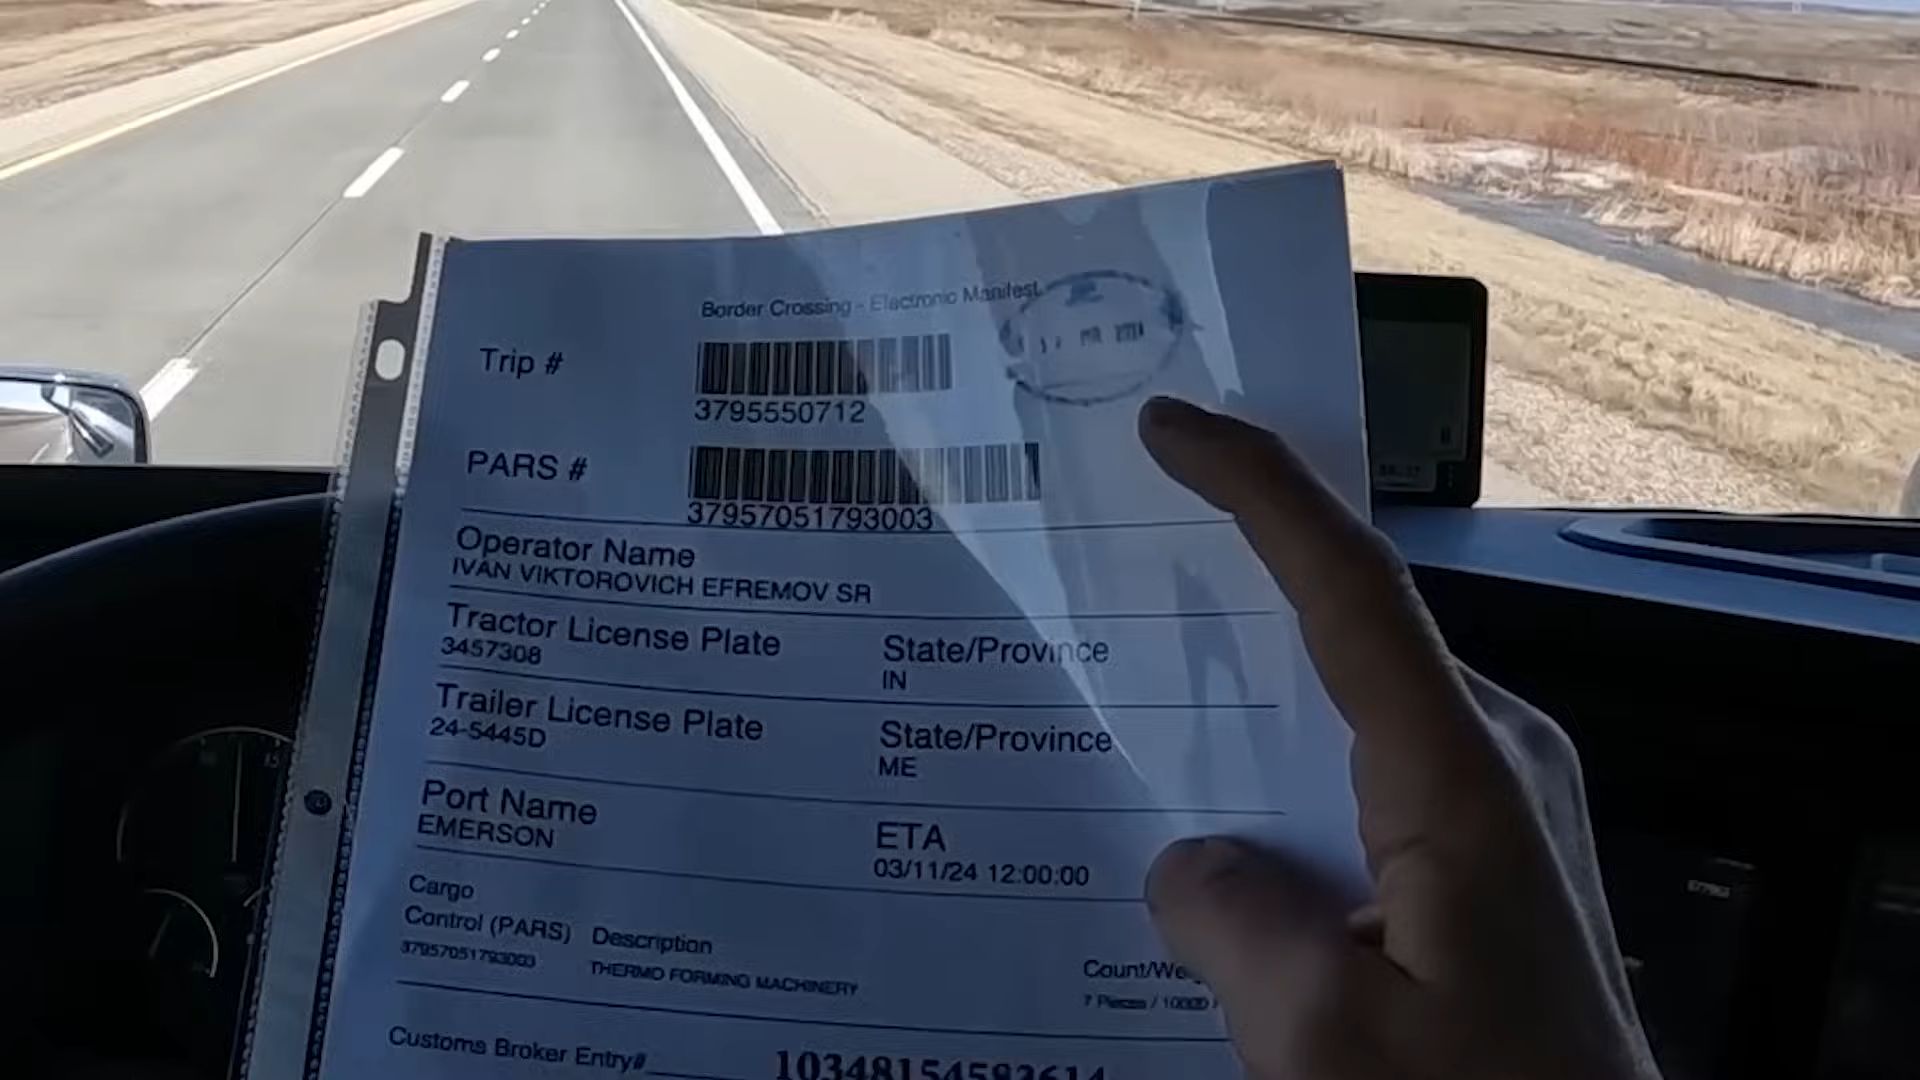 Border Crossing - Electronic Manifest
Trip #
3795550712
PARS #
37957051793003
Operator Name
IVAN VIKTOROVICH EFREMOV SR
Tractor License Plate State/Province
3457308 IN
Trailer License Plate State/Province
24-5445D ME
Port Name ETA
EMERSON 03/11/24 12:00:00
Cargo
Control (PARS) Description Count/We
37957051793003 THERMO FORMING MACHINERY 7 Pieces / 10000 /
Customs Broker Entry# 10348154582614